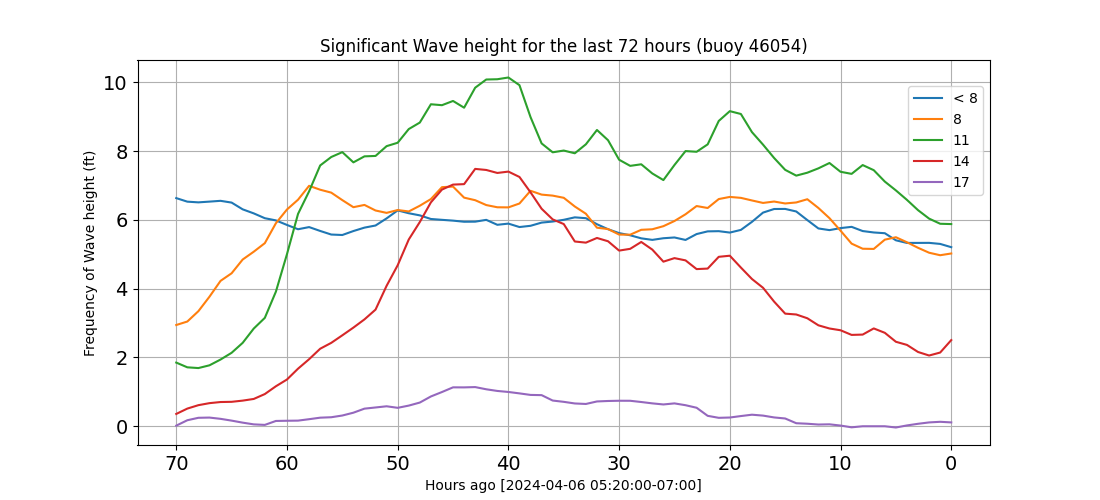 Significant Wave height for the last 72 hours (buoy 46054)
Frequency of Wave height (ft)
10
8
6
4
2
0
< 8
8
11
14
17
70 60 50 40 30 20 10 0
Hours ago [2024-04-06 05:20:00-07:00]